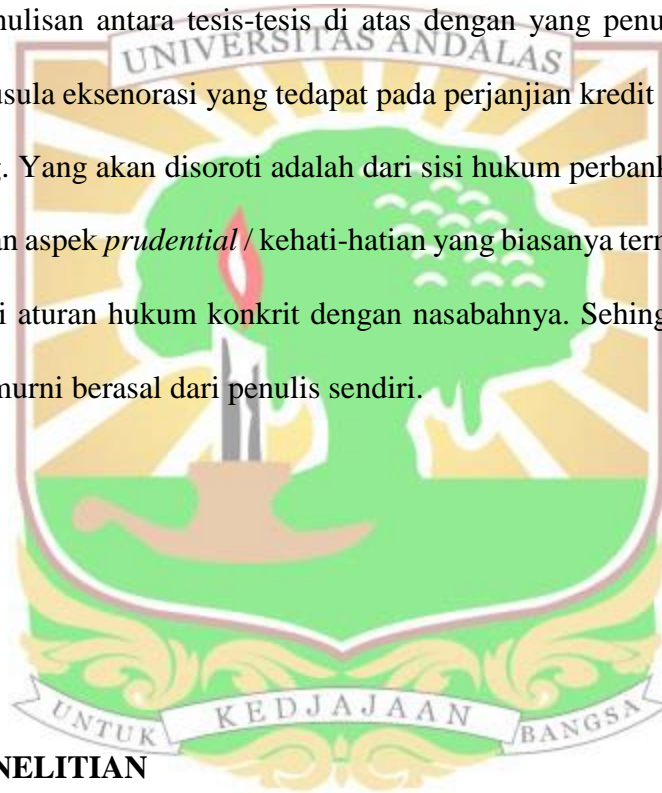 nulisan antara tesis-tesis di atas dengan yang penu
UNIVERSITAS ANDALAS
usula eksenorasi yang tedapat pada perjanjian kredit
g. Yang akan disoroti adalah dari sisi hukum perbank
an aspek prudential / kehati-hatian yang biasanya tern
i aturan hukum konkrit dengan nasabahnya. Sehing
murni berasal dari penulis sendiri.
UNTUK KEDJAJAAN BANGSA
NELITIAN